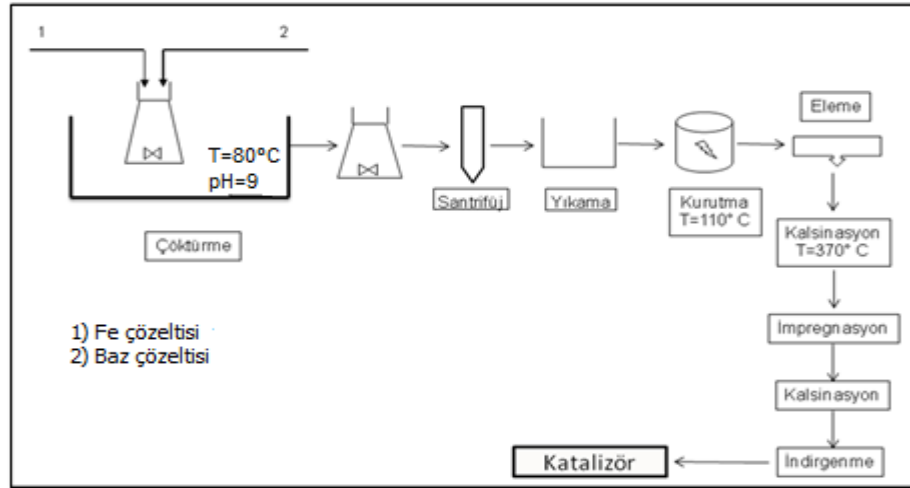 1
2
T=80°C
pH=9
Çöktürme
Santrifüj
Yıkama
Kurutma
T=110° C
Eleme
Kalsinasyon
T=370° C
İmpregnasyon
Kalsinasyon
İndirgenme
Katalizör
1) Fe çözeltisi
2) Baz çözeltisi